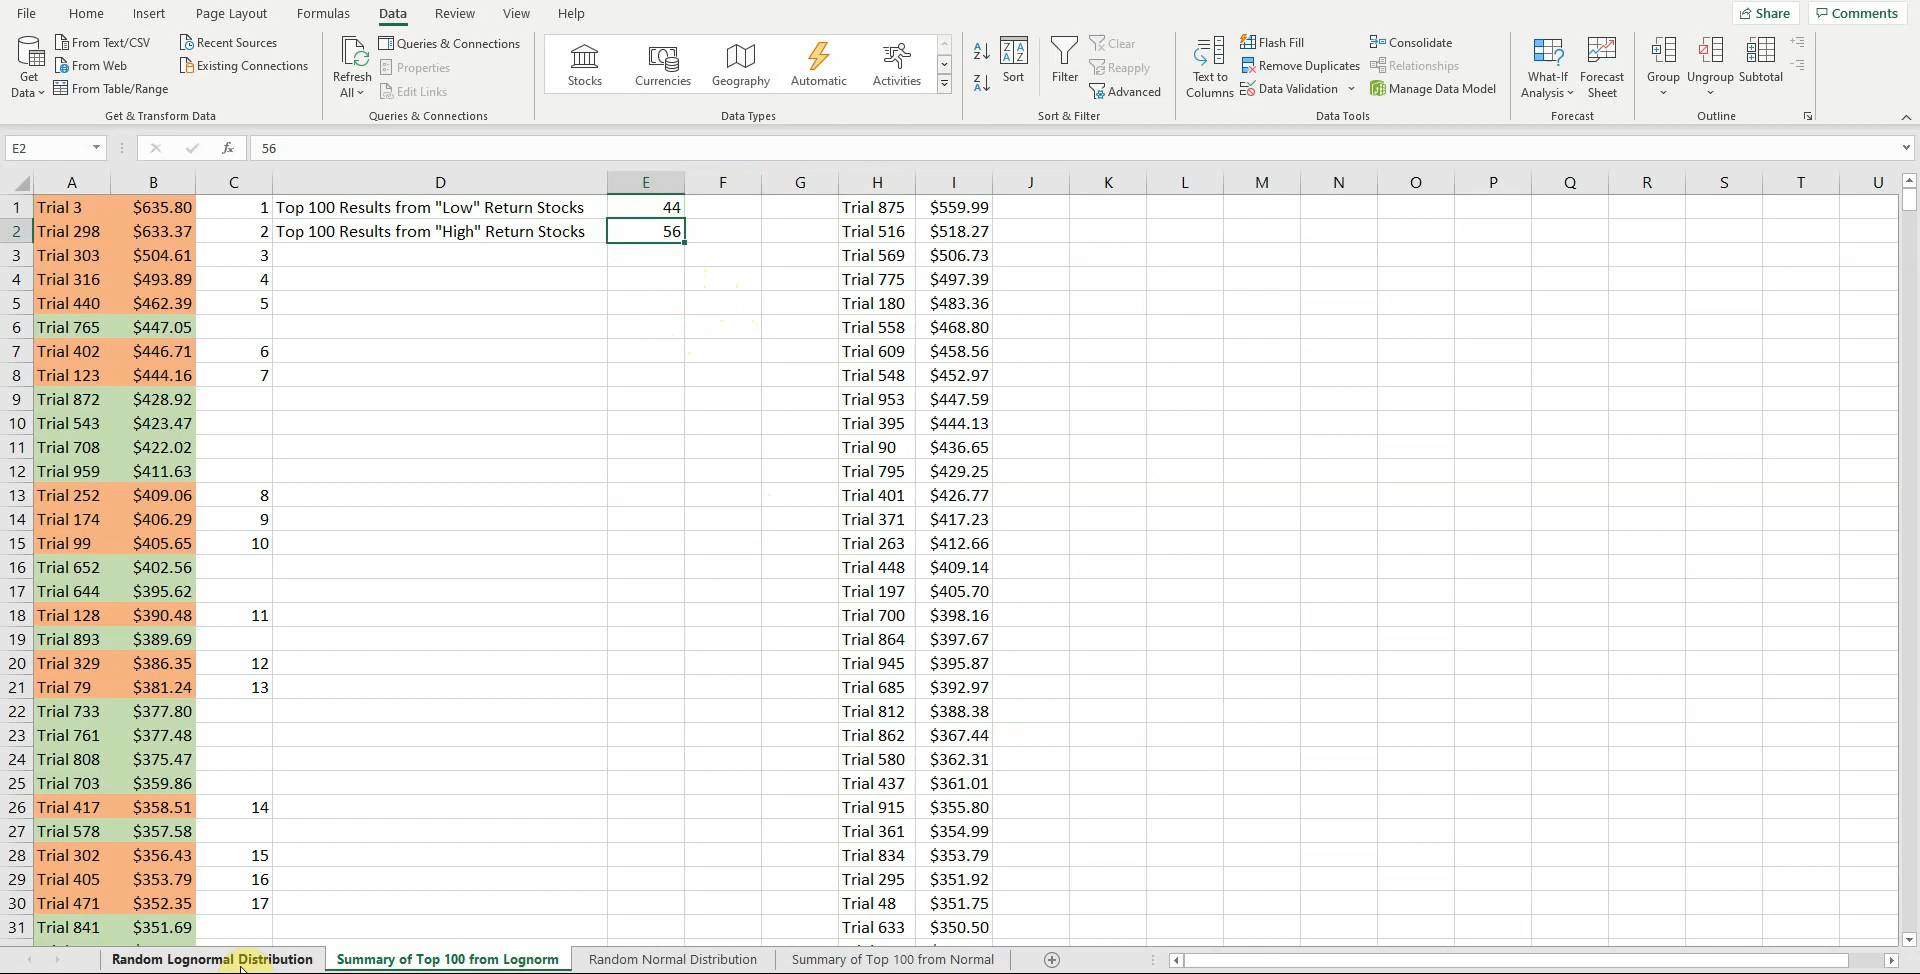 File Home Insert Page Layout Formulas Data Review View Help Share Comments
Get Data From Text/CSV From Web From Table/Range Recent Sources Existing Connections
Get & Transform Data
Refresh All Queries & Connections Properties Edit Links
Queries & Connections
Stocks Currencies Geography Automatic Activities
Data Types
Sort Filter Clear Reapply Advanced
Sort & Filter
Text to Columns Flash Fill Remove Duplicates Data Validation Consolidate Relationships Manage Data Model
Data Tools
What-If Analysis Forecast Sheet
Forecast
Group Ungroup Subtotal
Outline
E2 fx 56
A B C D E F G H I J K L M N O P Q R S T U
1 Trial 3 $635.80 1 Top 100 Results from "Low" Return Stocks 44 Trial 875 $559.99
2 Trial 298 $633.37 2 Top 100 Results from "High" Return Stocks 56 Trial 516 $518.27
3 Trial 303 $504.61 3 Trial 569 $506.73
4 Trial 316 $493.89 4 Trial 775 $497.39
5 Trial 440 $462.39 5 Trial 180 $483.36
6 Trial 765 $447.05 Trial 558 $468.80
7 Trial 402 $446.71 6 Trial 609 $458.56
8 Trial 123 $444.16 7 Trial 548 $452.97
9 Trial 872 $428.92 Trial 953 $447.59
10 Trial 543 $423.47 Trial 395 $444.13
11 Trial 708 $422.02 Trial 90 $436.65
12 Trial 959 $411.63 Trial 795 $429.25
13 Trial 252 $409.06 8 Trial 401 $426.77
14 Trial 174 $406.29 9 Trial 371 $417.23
15 Trial 99 $405.65 10 Trial 263 $412.66
16 Trial 652 $402.56 Trial 448 $409.14
17 Trial 644 $395.62 Trial 197 $405.70
18 Trial 128 $390.48 11 Trial 700 $398.16
19 Trial 893 $389.69 Trial 864 $397.67
20 Trial 329 $386.35 12 Trial 945 $395.87
21 Trial 79 $381.24 13 Trial 685 $392.97
22 Trial 733 $377.80 Trial 812 $388.38
23 Trial 761 $377.48 Trial 862 $367.44
24 Trial 808 $375.47 Trial 580 $362.31
25 Trial 703 $359.86 Trial 437 $361.01
26 Trial 417 $358.51 14 Trial 915 $355.80
27 Trial 578 $357.58 Trial 361 $354.99
28 Trial 302 $356.43 15 Trial 834 $353.79
29 Trial 405 $353.79 16 Trial 295 $351.92
30 Trial 471 $352.35 17 Trial 48 $351.75
31 Trial 841 $351.69 Trial 633 $350.50
Random Lognormal Distribution Summary of Top 100 from Lognorm Random Normal Distribution Summary of Top 100 from Normal